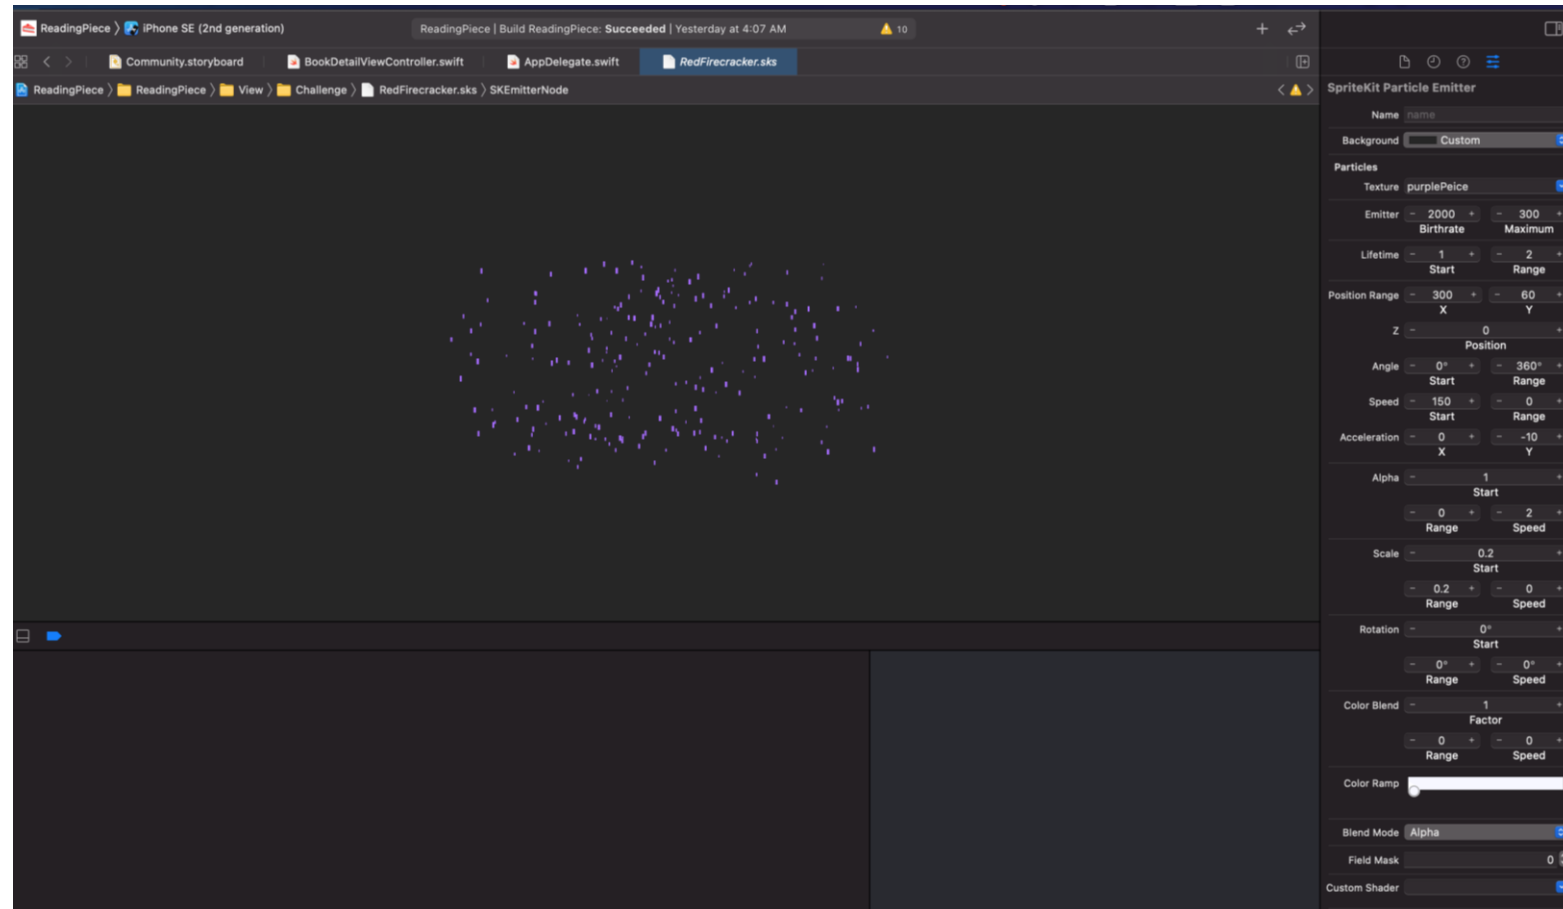 ReadingPiece 〉 iPhone SE (2nd generation)
ReadingPiece | Build ReadingPiece: Succeeded | Yesterday at 4:07 AM
10
Community.storyboard
BookDetailViewController.swift
AppDelegate.swift
RedFirecracker.sks
ReadingPiece 〉 ReadingPiece 〉 View 〉 Challenge 〉 RedFirecracker.sks 〉 SKEmitterNode
SpriteKit Particle Emitter
Name name
Background Custom
Particles
Texture purplePeice
Emitter - 2000 + - 300 +
Birthrate Maximum
Lifetime - 1 + - 2 +
Start Range
Position Range - 300 + - 60 +
X Y
Z - 0 +
Position
Angle - 0° + - 360° +
Start Range
Speed - 150 + - 0 +
Start Range
Acceleration - 0 + - -10 +
X Y
Alpha - 1 +
Start
- 0 + - 2 +
Range Speed
Scale - 0.2 +
Start
- 0.2 + - 0 +
Range Speed
Rotation - 0° +
Start
- 0° + - 0° +
Range Speed
Color Blend - 1 +
Factor
- 0 + - 0 +
Range Speed
Color Ramp
Blend Mode Alpha
Field Mask 0
Custom Shader